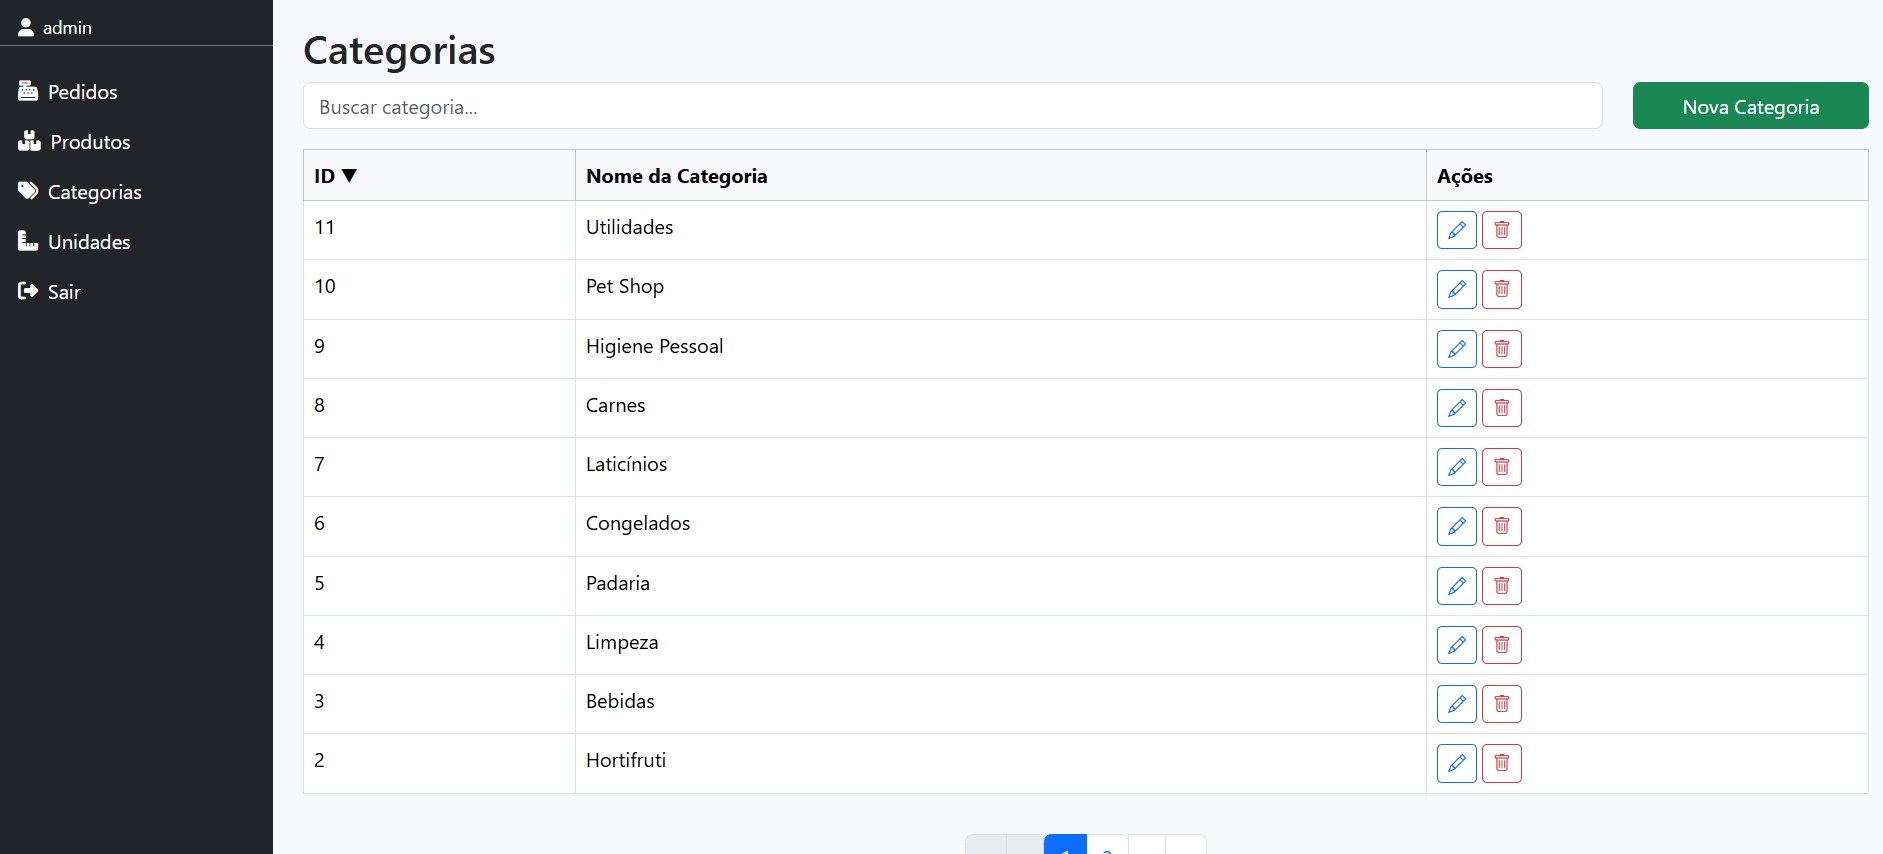 admin
Pedidos
Produtos
Categorias
Unidades
Sair
Categorias
Buscar categoria...
Nova Categoria
ID ▼ Nome da Categoria Ações
11 Utilidades
10 Pet Shop
9 Higiene Pessoal
8 Carnes
7 Laticínios
6 Congelados
5 Padaria
4 Limpeza
3 Bebidas
2 Hortifruti